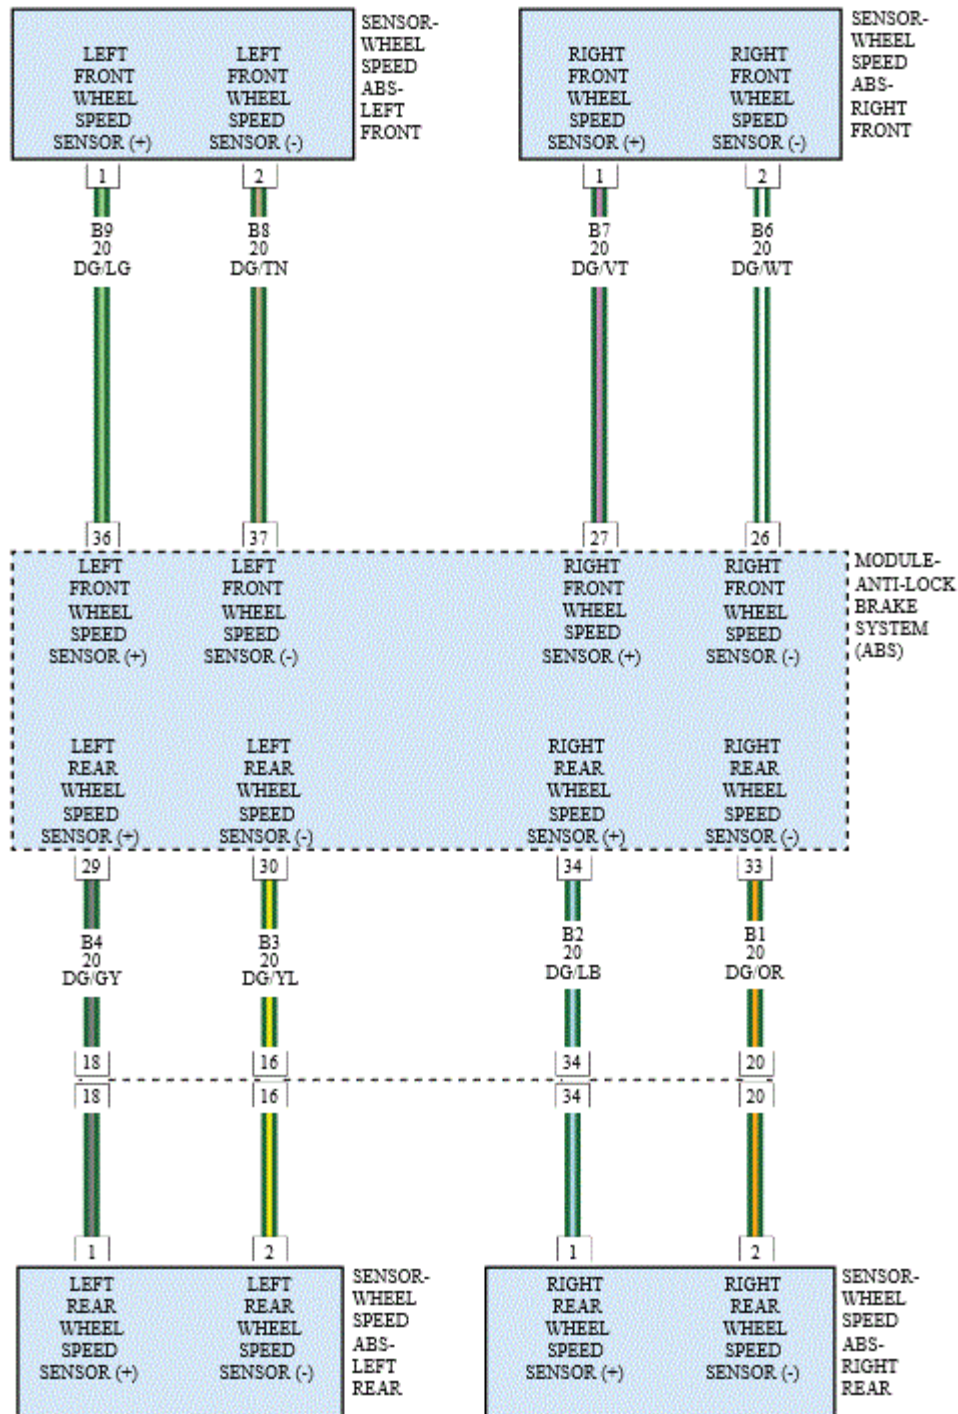 LEFT
FRONT
WHEEL
SPEED
SENSOR (+)
LEFT
FRONT
WHEEL
SPEED
SENSOR (-)
SENSOR-
WHEEL
SPEED
ABS-
LEFT
FRONT
RIGHT
FRONT
WHEEL
SPEED
SENSOR (+)
RIGHT
FRONT
WHEEL
SPEED
SENSOR (-)
SENSOR-
WHEEL
SPEED
ABS-
RIGHT
FRONT
1
2
1
2
B9
20
DG/LG
B8
20
DG/TN
B7
20
DG/VT
B6
20
DG/WT
36
37
27
26
LEFT
FRONT
WHEEL
SPEED
SENSOR (+)
LEFT
FRONT
WHEEL
SPEED
SENSOR (-)
RIGHT
FRONT
WHEEL
SPEED
SENSOR (+)
RIGHT
FRONT
WHEEL
SPEED
SENSOR (-)
MODULE-
ANTI-LOCK
BRAKE
SYSTEM
(ABS)
LEFT
REAR
WHEEL
SPEED
SENSOR (+)
LEFT
REAR
WHEEL
SPEED
SENSOR (-)
RIGHT
REAR
WHEEL
SPEED
SENSOR (+)
RIGHT
REAR
WHEEL
SPEED
SENSOR (-)
29
30
34
33
B4
20
DG/GY
B3
20
DG/YL
B2
20
DG/LB
B1
20
DG/OR
18
16
34
20
18
16
34
20
1
2
1
2
LEFT
REAR
WHEEL
SPEED
SENSOR (+)
LEFT
REAR
WHEEL
SPEED
SENSOR (-)
SENSOR-
WHEEL
SPEED
ABS-
LEFT
REAR
RIGHT
REAR
WHEEL
SPEED
SENSOR (+)
RIGHT
REAR
WHEEL
SPEED
SENSOR (-)
SENSOR-
WHEEL
SPEED
ABS-
RIGHT
REAR